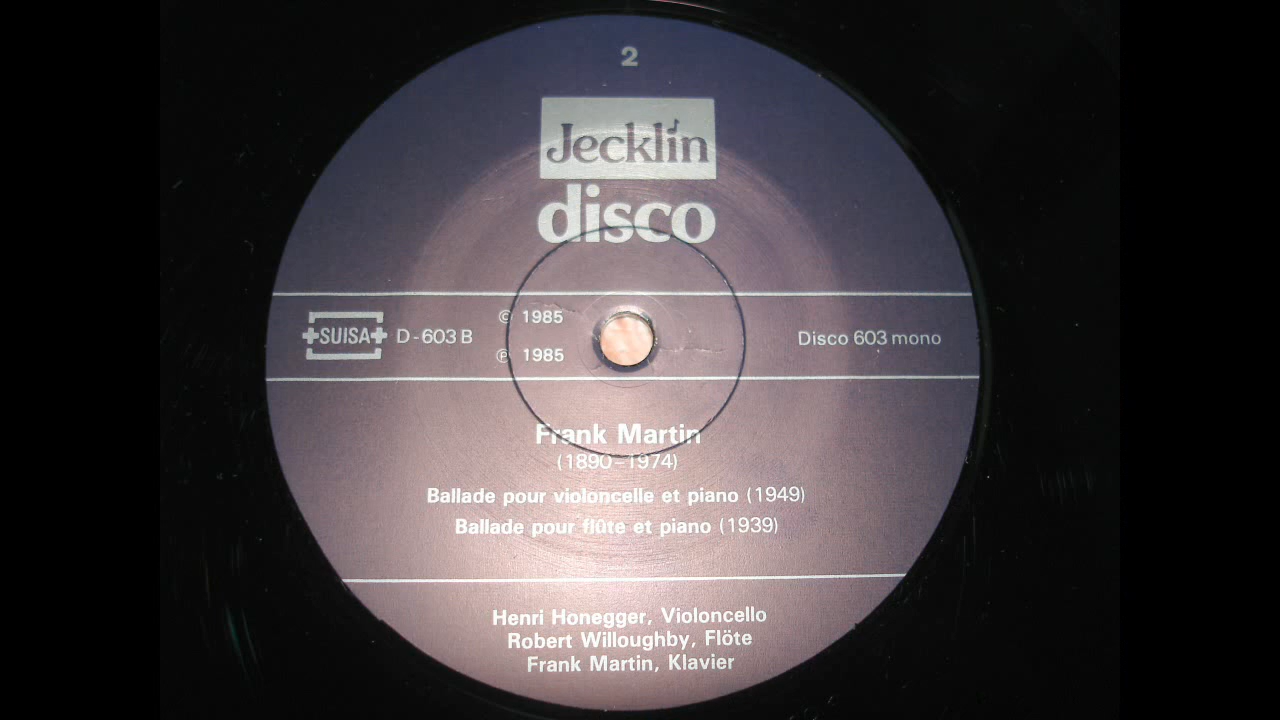 2
Jecklin
disco
SUISA D-603 B
© 1985
℗ 1985
Disco 603 mono
Frank Martin
(1890–1974)
Ballade pour violoncelle et piano (1949)
Ballade pour flûte et piano (1939)
Henri Honegger, Violoncello
Robert Willoughby, Flöte
Frank Martin, Klavier